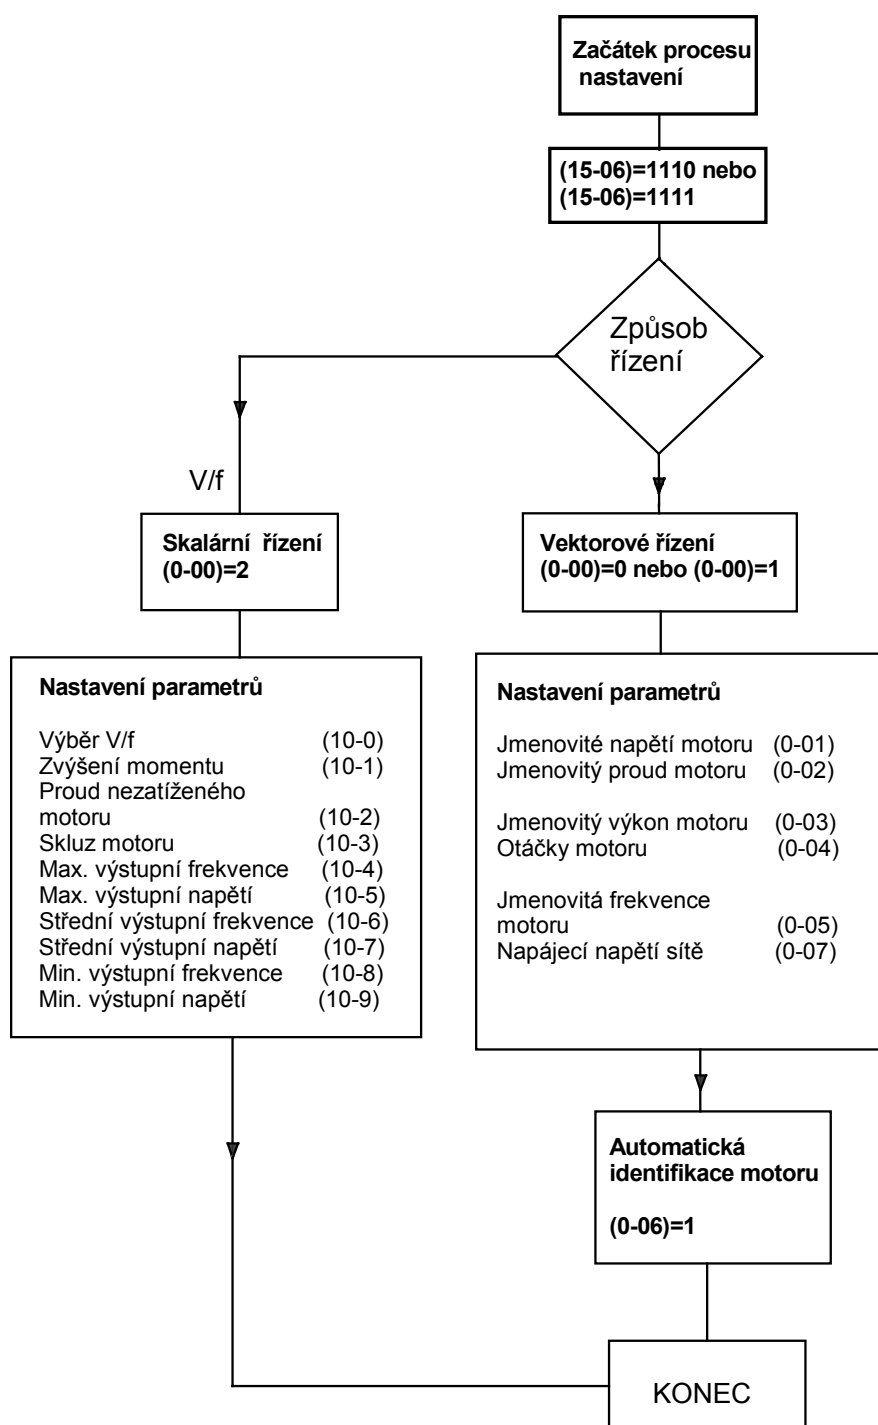 Začátek procesu
nastavení
(15-06)=1110 nebo
(15-06)=1111
Způsob
řízení
V/f
Skalární řízení
(0-00)=2
Vektorové řízení
(0-00)=0 nebo (0-00)=1
Nastavení parametrů
Výběr V/f (10-0)
Zvýšení momentu (10-1)
Proud nezatíženého
motoru (10-2)
Skluz motoru (10-3)
Max. výstupní frekvence (10-4)
Max. výstupní napětí (10-5)
Střední výstupní frekvence (10-6)
Střední výstupní napětí (10-7)
Min. výstupní frekvence (10-8)
Min. výstupní napětí (10-9)
Nastavení parametrů
Jmenovité napětí motoru (0-01)
Jmenovitý proud motoru (0-02)
Jmenovitý výkon motoru (0-03)
Otáčky motoru (0-04)
Jmenovitá frekvence
motoru (0-05)
Napájecí napětí sítě (0-07)
Automatická
identifikace motoru
(0-06)=1
KONEC